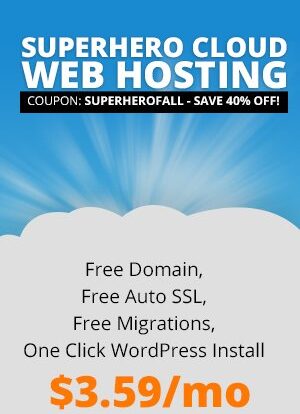 SUPERHERO CLOUD
WEB HOSTING
COUPON: SUPERHEROFALL - SAVE 40% OFF!
Free Domain,
Free Auto SSL,
Free Migrations,
One Click WordPress Install
$3.59/mo